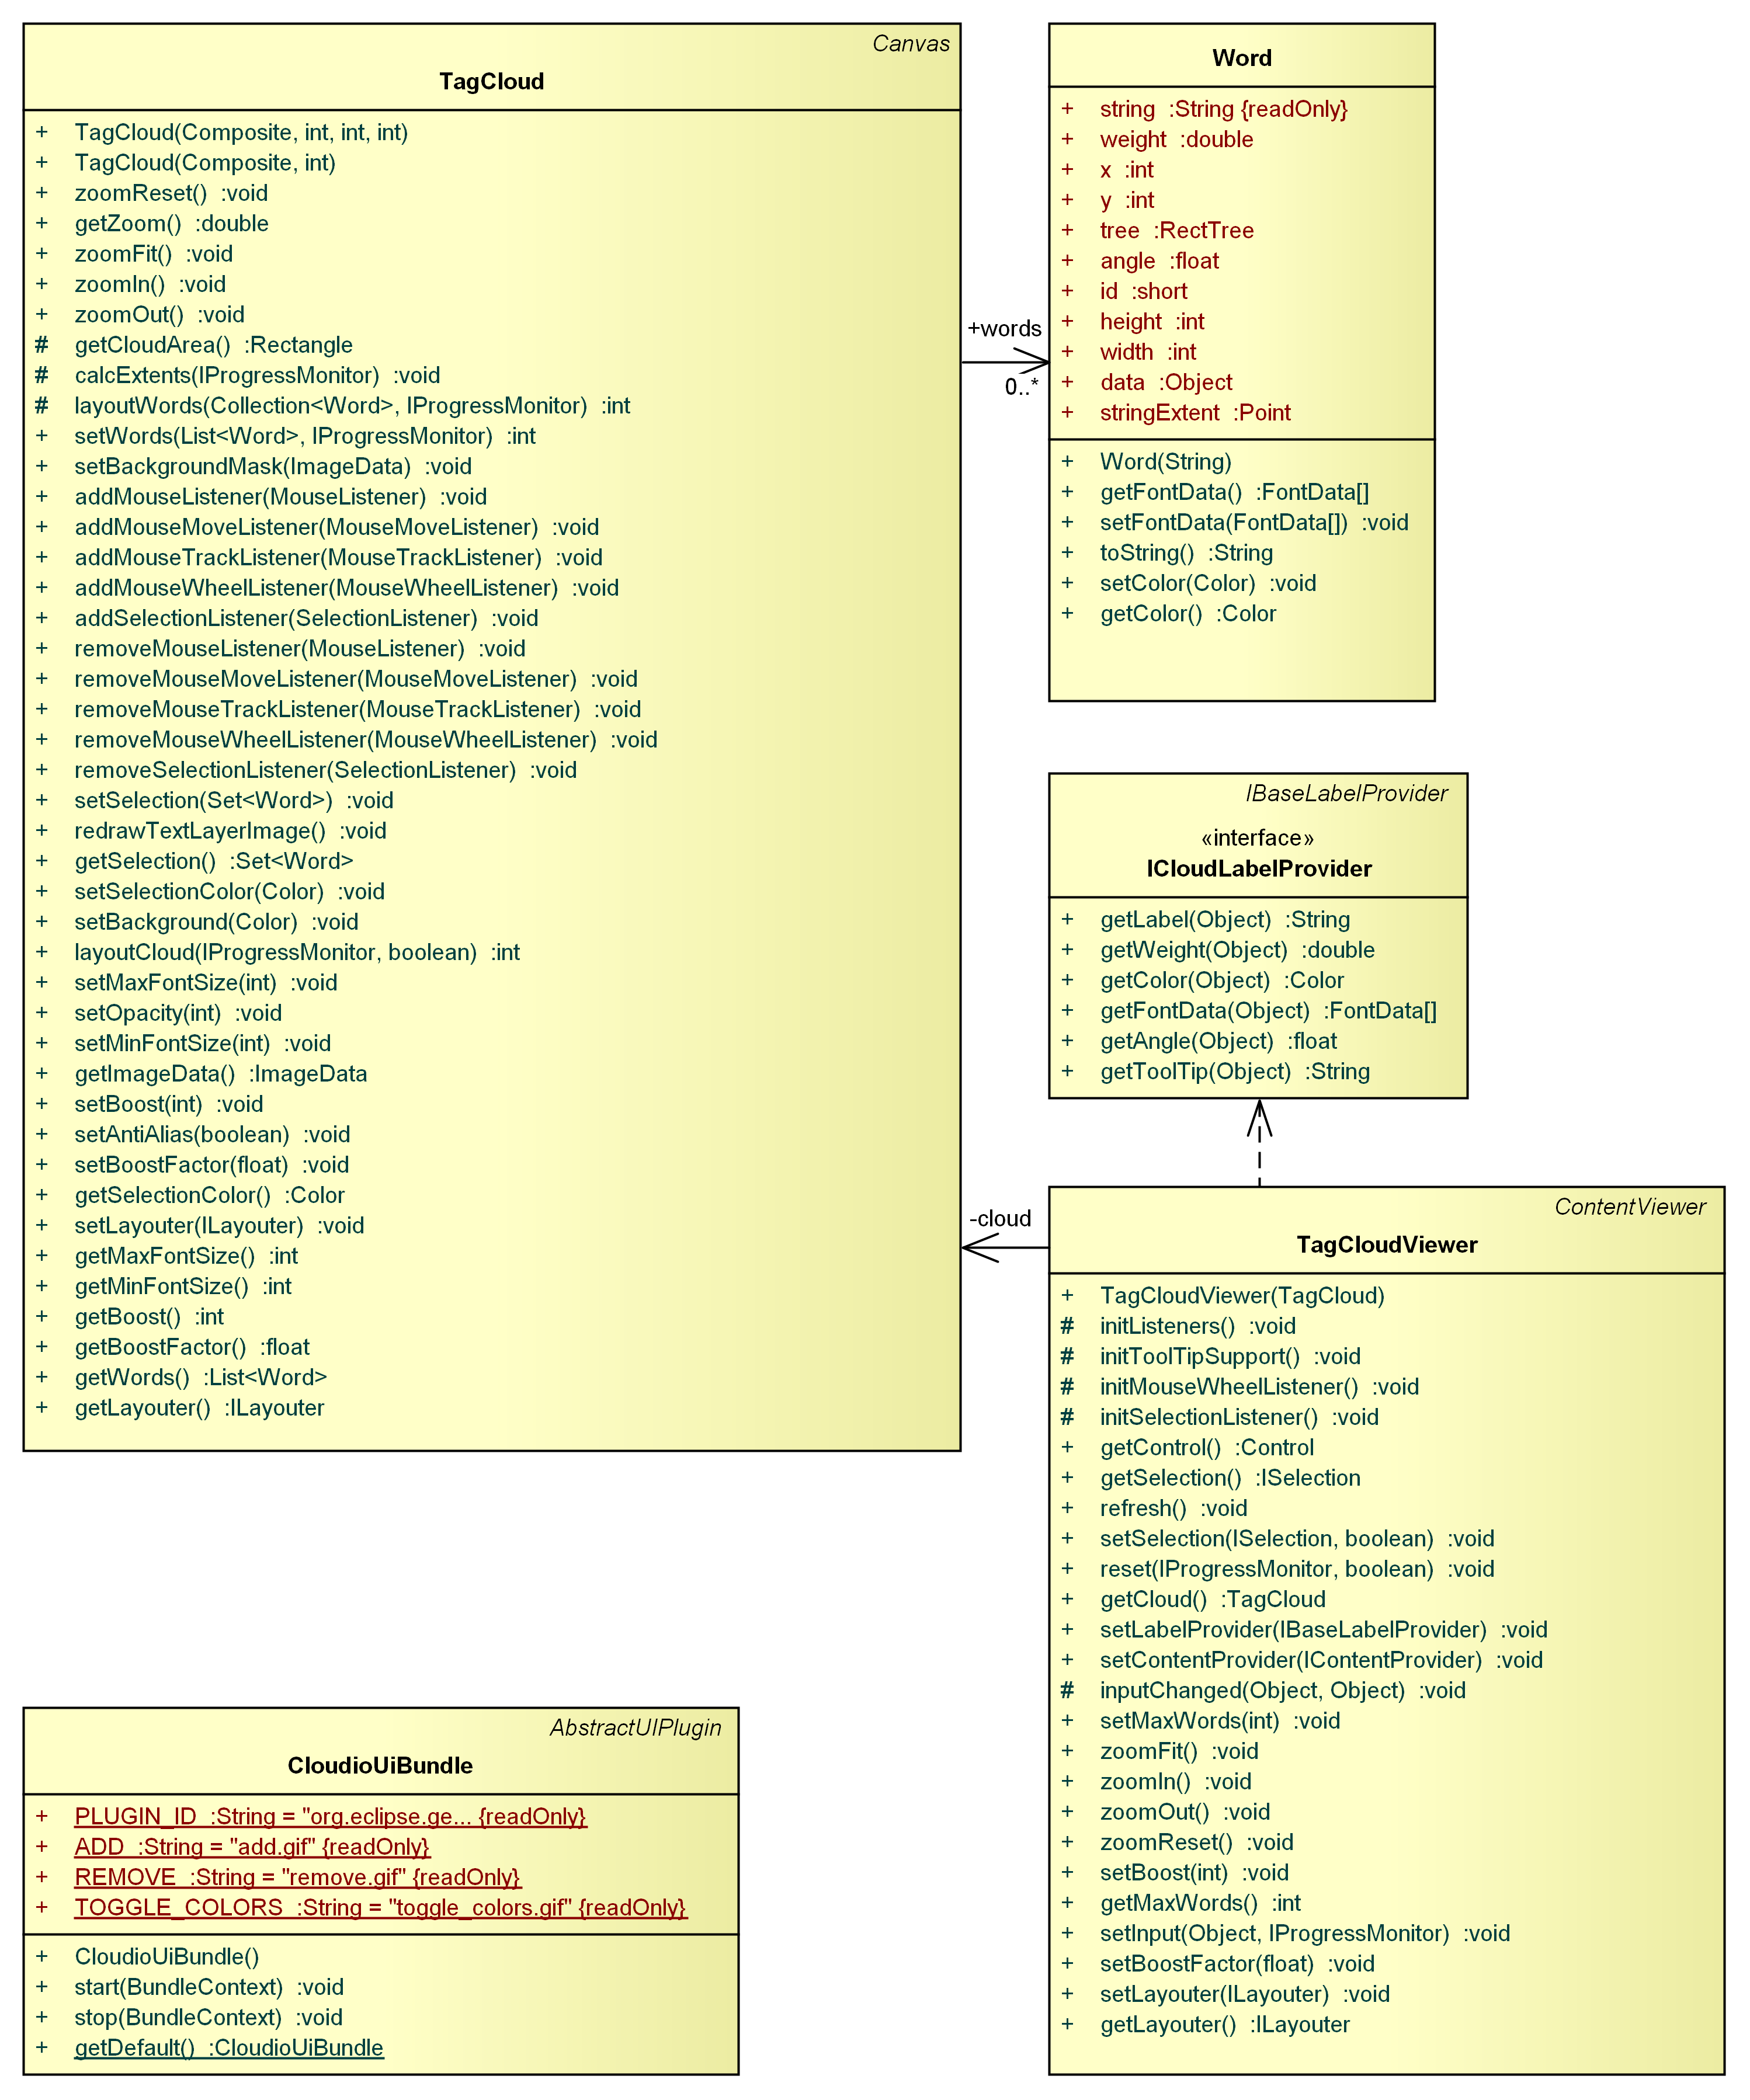 Canvas
TagCloud
+ TagCloud(Composite, int, int, int)
+ TagCloud(Composite, int)
+ zoomReset() :void
+ getZoom() :double
+ zoomFit() :void
+ zoomIn() :void
+ zoomOut() :void
# getCloudArea() :Rectangle
# calcExtents(IProgressMonitor) :void
# layoutWords(Collection<Word>, IProgressMonitor) :int
+ setWords(List<Word>, IProgressMonitor) :int
+ setBackgroundMask(ImageData) :void
+ addMouseListener(MouseListener) :void
+ addMouseMoveListener(MouseMoveListener) :void
+ addMouseTrackListener(MouseTrackListener) :void
+ addMouseWheelListener(MouseWheelListener) :void
+ addSelectionListener(SelectionListener) :void
+ removeMouseListener(MouseListener) :void
+ removeMouseMoveListener(MouseMoveListener) :void
+ removeMouseTrackListener(MouseTrackListener) :void
+ removeMouseWheelListener(MouseWheelListener) :void
+ removeSelectionListener(SelectionListener) :void
+ setSelection(Set<Word>) :void
+ redrawTextLayerImage() :void
+ getSelection() :Set<Word>
+ setSelectionColor(Color) :void
+ setBackground(Color) :void
+ layoutCloud(IProgressMonitor, boolean) :int
+ setMaxFontSize(int) :void
+ setOpacity(int) :void
+ setMinFontSize(int) :void
+ getImageData() :ImageData
+ setBoost(int) :void
+ setAntiAlias(boolean) :void
+ setBoostFactor(float) :void
+ getSelectionColor() :Color
+ setLayouter(ILayouter) :void
+ getMaxFontSize() :int
+ getMinFontSize() :int
+ getBoost() :int
+ getBoostFactor() :float
+ getWords() :List<Word>
+ getLayouter() :ILayouter
+words
0..*
Word
+ string :String {readOnly}
+ weight :double
+ x :int
+ y :int
+ tree :RectTree
+ angle :float
+ id :short
+ height :int
+ width :int
+ data :Object
+ stringExtent :Point
+ Word(String)
+ getFontData() :FontData[]
+ setFontData(FontData[]) :void
+ toString() :String
+ setColor(Color) :void
+ getColor() :Color
IBaseLabelProvider
«interface»
ICloudLabelProvider
+ getLabel(Object) :String
+ getWeight(Object) :double
+ getColor(Object) :Color
+ getFontData(Object) :FontData[]
+ getAngle(Object) :float
+ getToolTip(Object) :String
-cloud
ContentViewer
TagCloudViewer
+ TagCloudViewer(TagCloud)
# initListeners() :void
# initToolTipSupport() :void
# initMouseWheelListener() :void
# initSelectionListener() :void
+ getControl() :Control
+ getSelection() :ISelection
+ refresh() :void
+ setSelection(ISelection, boolean) :void
+ reset(IProgressMonitor, boolean) :void
+ getCloud() :TagCloud
+ setLabelProvider(IBaseLabelProvider) :void
+ setContentProvider(IContentProvider) :void
# inputChanged(Object, Object) :void
+ setMaxWords(int) :void
+ zoomFit() :void
+ zoomIn() :void
+ zoomOut() :void
+ zoomReset() :void
+ setBoost(int) :void
+ getMaxWords() :int
+ setInput(Object, IProgressMonitor) :void
+ setBoostFactor(float) :void
+ setLayouter(ILayouter) :void
+ getLayouter() :ILayouter
AbstractUIPlugin
CloudioUiBundle
+ PLUGIN_ID :String = "org.eclipse.ge... {readOnly}
+ ADD :String = "add.gif" {readOnly}
+ REMOVE :String = "remove.gif" {readOnly}
+ TOGGLE_COLORS :String = "toggle_colors.gif" {readOnly}
+ CloudioUiBundle()
+ start(BundleContext) :void
+ stop(BundleContext) :void
+ getDefault() :CloudioUiBundle